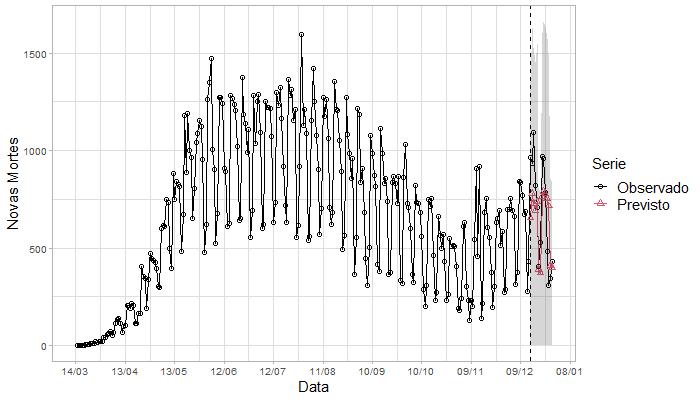 1500
1000
500
0
Novas Mortes
14/03 13/04 13/05 12/06 12/07 11/08 10/09 10/10 09/11 09/12 08/01
Data
Serie
Observado
Previsto